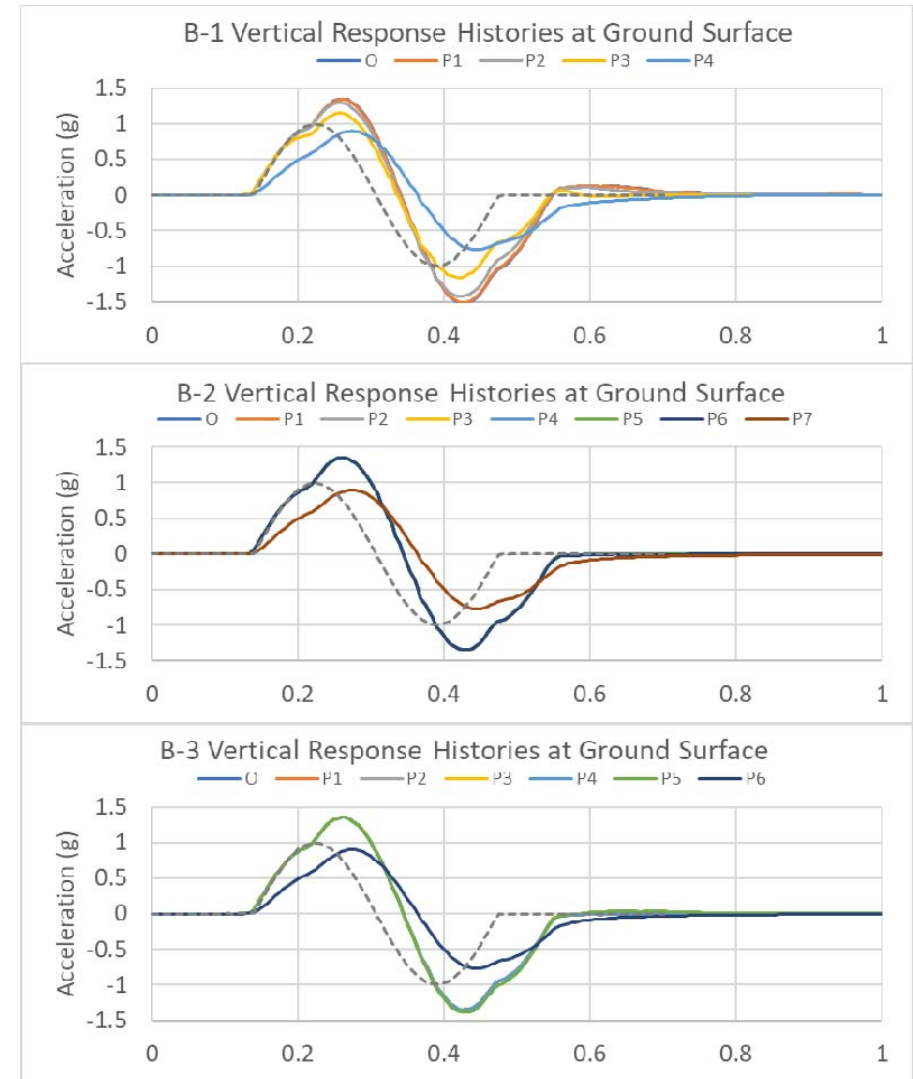 B-1 Vertical Response Histories at Ground Surface
O P1 P2 P3 P4
Acceleration (g)
1.5
1
0.5
0
-0.5
-1
-1.5
0 0.2 0.4 0.6 0.8 1
B-2 Vertical Response Histories at Ground Surface
O P1 P2 P3 P4 P5 P6 P7
Acceleration (g)
1.5
1
0.5
0
-0.5
-1
-1.5
0 0.2 0.4 0.6 0.8 1
B-3 Vertical Response Histories at Ground Surface
O P1 P2 P3 P4 P5 P6
Acceleration (g)
1.5
1
0.5
0
-0.5
-1
-1.5
0 0.2 0.4 0.6 0.8 1